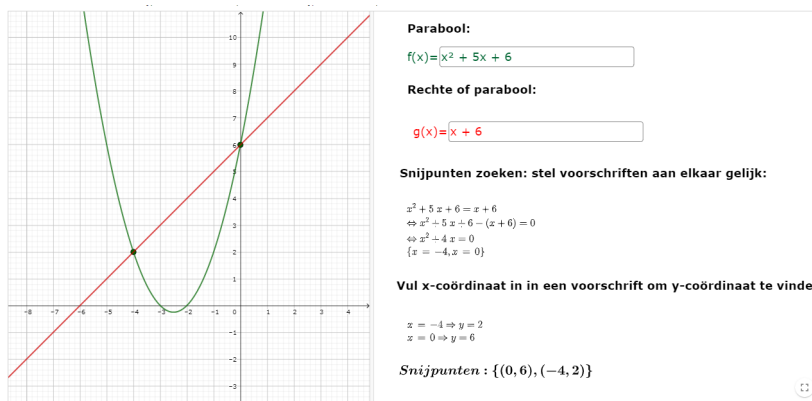 Parabool:
f(x)= x² + 5x + 6
Rechte of parabool:
g(x)= x + 6
Snijpunten zoeken: stel voorschriften aan elkaar gelijk:
x² + 5 x + 6 = x + 6
⇔ x² + 5 x + 6 − (x + 6) = 0
⇔ x² + 4 x = 0
{x = −4, x = 0}
Vul x-coördinaat in in een voorschrift om y-coördinaat te vinde
x = −4 ⇒ y = 2
x = 0 ⇒ y = 6
Snijpunten : {(0, 6), (−4, 2)}
10
9
8
7
6
5
4
3
2
1
−8 −7 −6 −5 −4 −3 −2 −1 0 1 2 3 4
−1
−2
−3